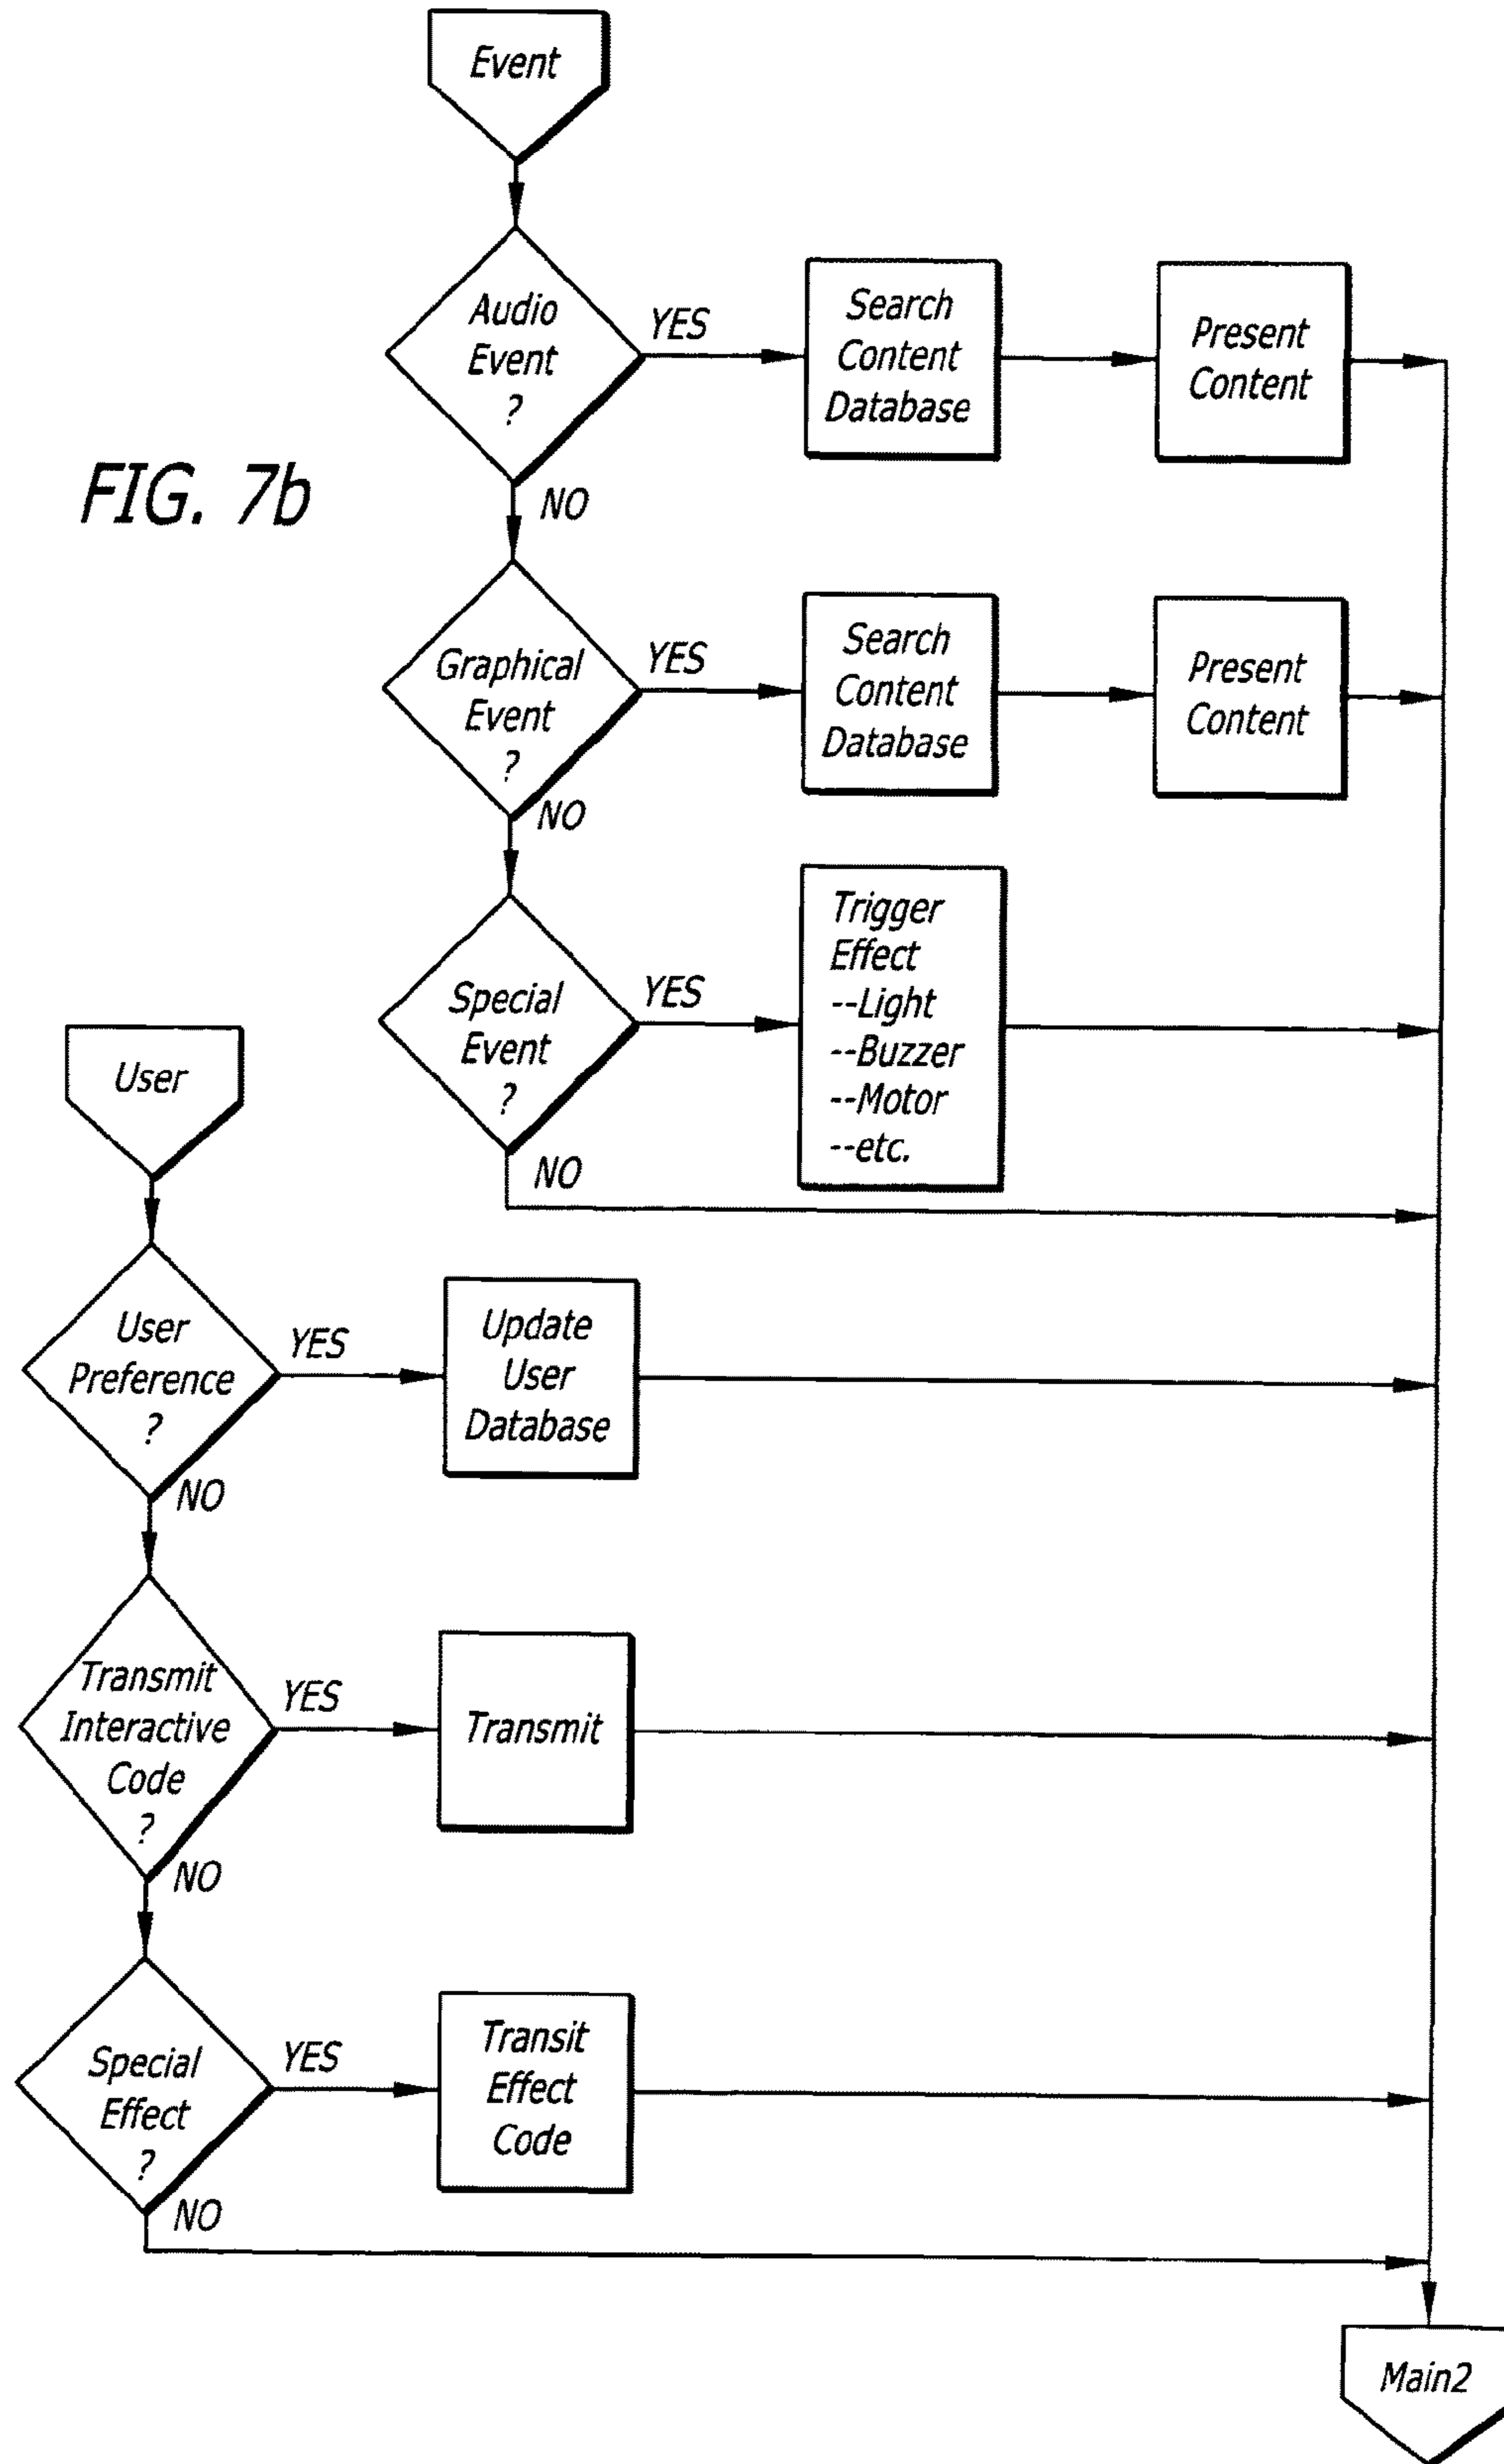 Event
Audio
Event
?
YES
Search
Content
Database
Present
Content
NO
FIG. 7b
Graphical
Event
?
YES
Search
Content
Database
Present
Content
NO
Special
Event
?
YES
Trigger
Effect
--Light
--Buzzer
--Motor
--etc.
NO
User
User
Preference
?
YES
Update
User
Database
NO
Transmit
Interactive
Code
?
YES
Transmit
NO
Special
Effect
?
YES
Transit
Effect
Code
NO
Main2